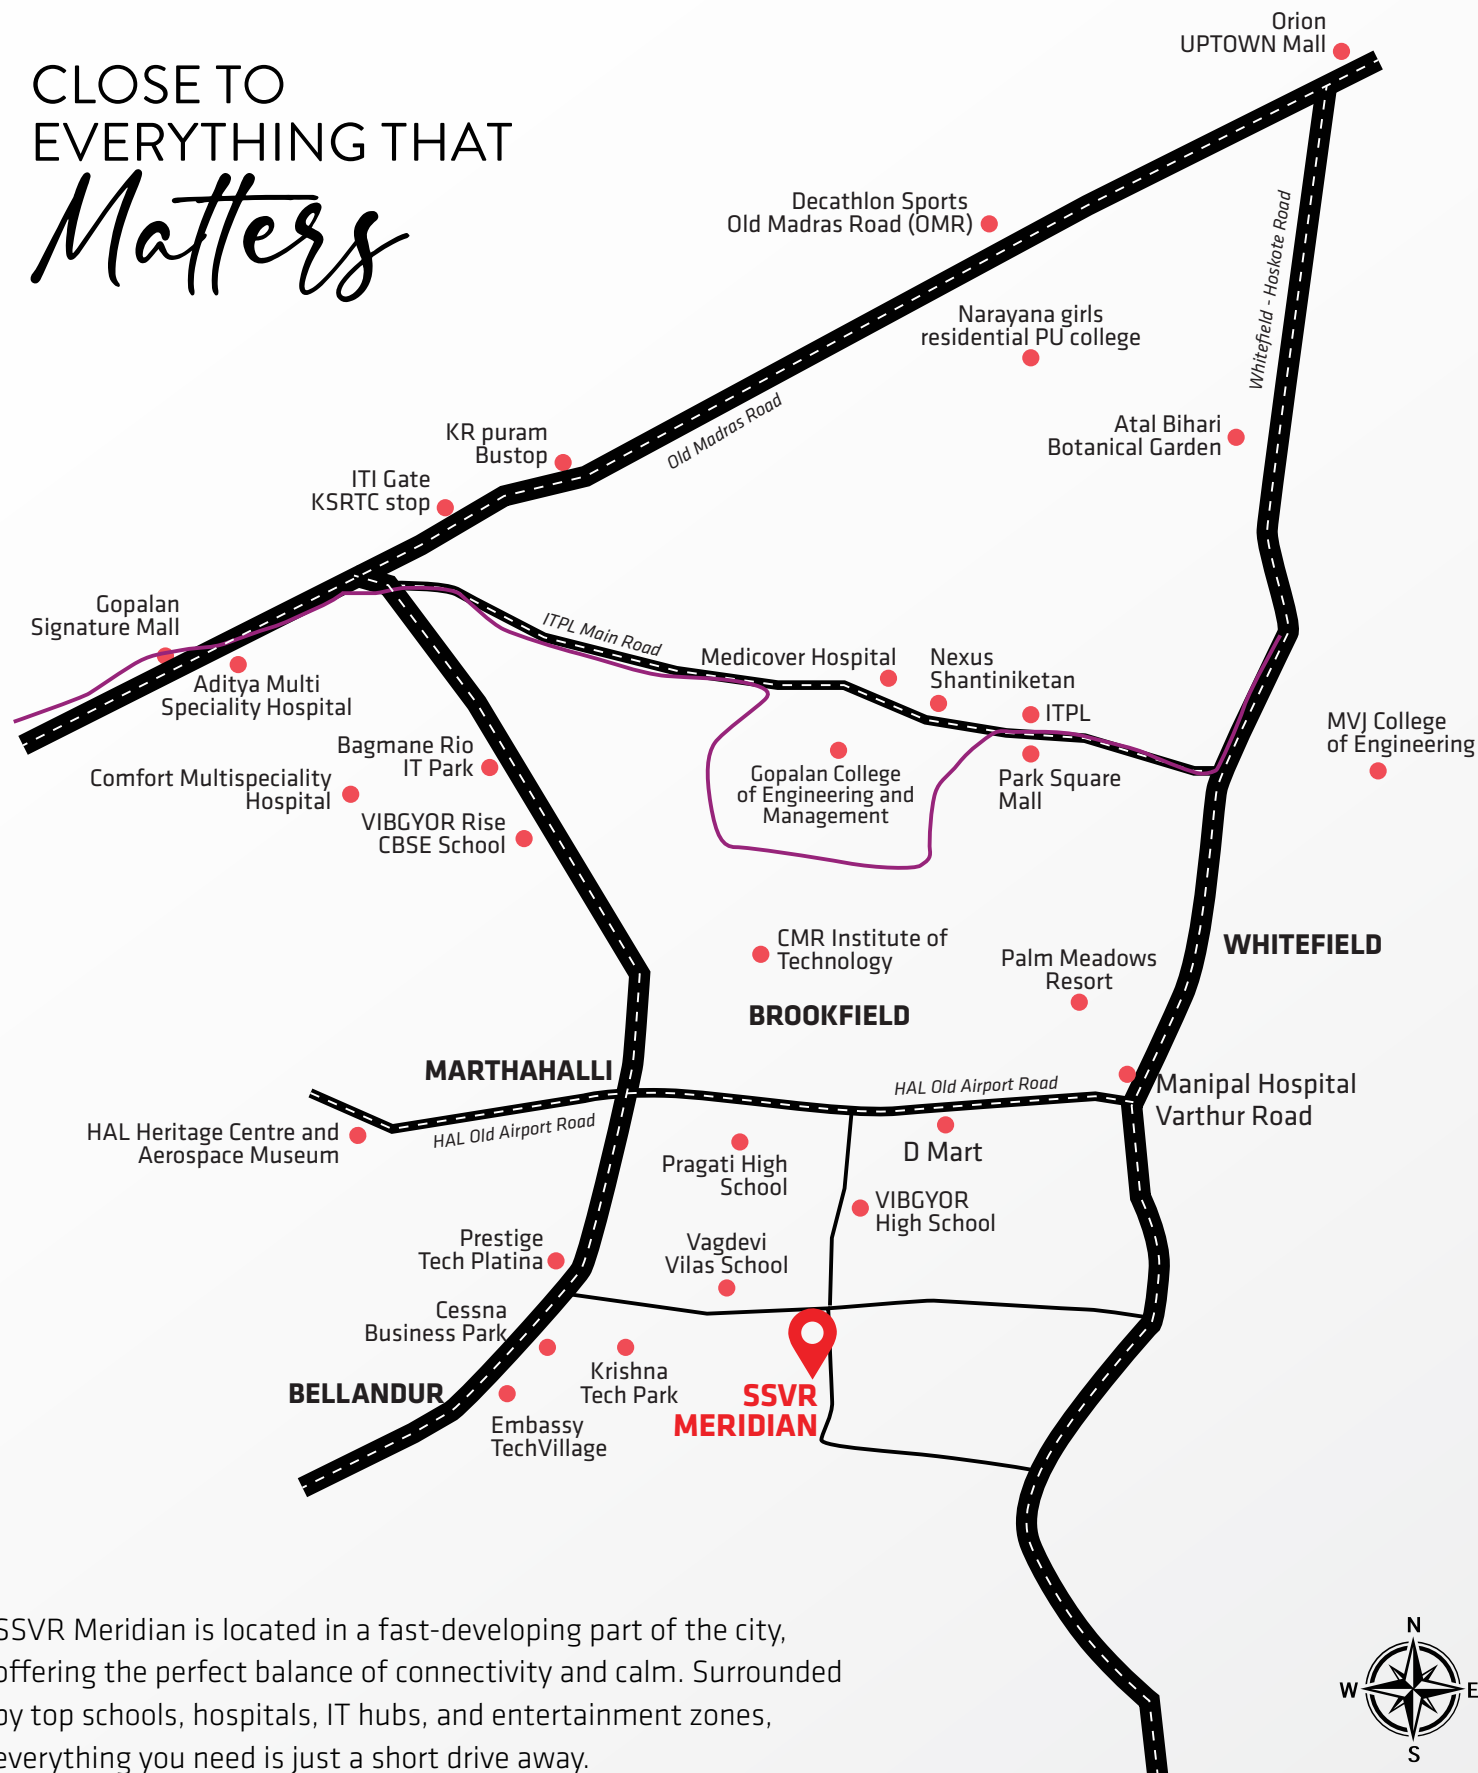 CLOSE TO
EVERYTHING THAT
Matters
Orion
UPTOWN Mall
Decathlon Sports
Old Madras Road (OMR)
Whitefield - Hoskote Road
Narayana girls
residential PU college
Old Madras Road
Atal Bihari
Botanical Garden
KR puram
Bustop
ITI Gate
KSRTC stop
Gopalan
Signature Mall
ITPL Main Road
Medicover Hospital
Nexus
Shantiniketan
Aditya Multi
Speciality Hospital
ITPL
MVJ College
of Engineering
Bagmane Rio
IT Park
Comfort Multispeciality
Hospital
Gopalan College
of Engineering and
Management
Park Square
Mall
VIBGYOR Rise
CBSE School
CMR Institute of
Technology
WHITEFIELD
Palm Meadows
Resort
BROOKFIELD
MARTHAHALLI
HAL Old Airport Road
Manipal Hospital
Varthur Road
HAL Heritage Centre and
Aerospace Museum
HAL Old Airport Road
D Mart
Pragati High
School
VIBGYOR
High School
Prestige
Tech Platina
Vagdevi
Vilas School
Cessna
Business Park
Krishna
Tech Park
BELLANDUR
SSVR
MERIDIAN
Embassy
TechVillage
SSVR Meridian is located in a fast-developing part of the city,
offering the perfect balance of connectivity and calm. Surrounded
by top schools, hospitals, IT hubs, and entertainment zones,
everything you need is just a short drive away.
N
W
E
S